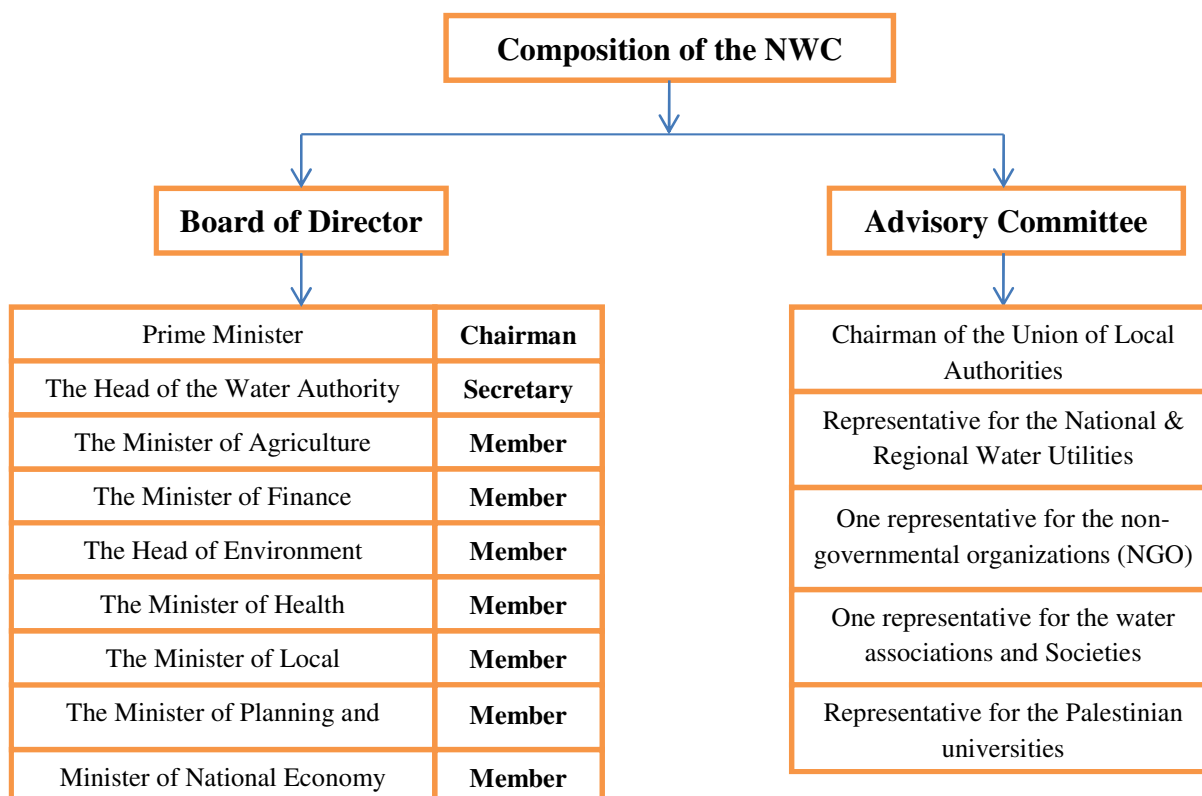 Composition of the NWC
Board of Director
Advisory Committee
Prime Minister Chairman
The Head of the Water Authority Secretary
The Minister of Agriculture Member
The Minister of Finance Member
The Head of Environment Member
The Minister of Health Member
The Minister of Local Member
The Minister of Planning and Member
Minister of National Economy Member
Chairman of the Union of Local
Authorities
Representative for the National &
Regional Water Utilities
One representative for the non-
governmental organizations (NGO)
One representative for the water
associations and Societies
Representative for the Palestinian
universities